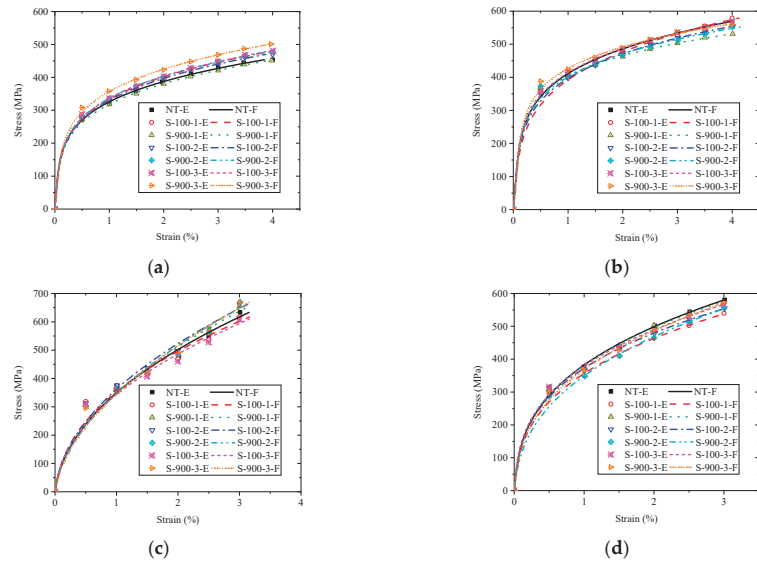 600
500
400
300
200
100
0
Stress (MPa)
NT-E NT-F
S-100-1-E S-100-1-F
S-900-1-E S-900-1-F
S-100-2-E S-100-2-F
S-900-2-E S-900-2-F
S-100-3-E S-100-3-F
S-900-3-E S-900-3-F
0 1 2 3 4
Strain (%)
(a)
600
500
400
300
200
100
0
Stress (MPa)
NT-E NT-F
S-100-1-E S-100-1-F
S-900-1-E S-900-1-F
S-100-2-E S-100-2-F
S-900-2-E S-900-2-F
S-100-3-E S-100-3-F
S-900-3-E S-900-3-F
0 1 2 3 4
Strain (%)
(b)
700
600
500
400
300
200
100
0
Stress (MPa)
NT-E NT-F
S-100-1-E S-100-1-F
S-900-1-E S-900-1-F
S-100-2-E S-100-2-F
S-900-2-E S-900-2-F
S-100-3-E S-100-3-F
S-900-3-E S-900-3-F
0 1 2 3 4
Strain (%)
(c)
600
500
400
300
200
100
0
Stress (MPa)
NT-E NT-F
S-100-1-E S-100-1-F
S-900-1-E S-900-1-F
S-100-2-E S-100-2-F
S-900-2-E S-900-2-F
S-100-3-E S-100-3-F
S-900-3-E S-900-3-F
0 1 2 3
Strain (%)
(d)